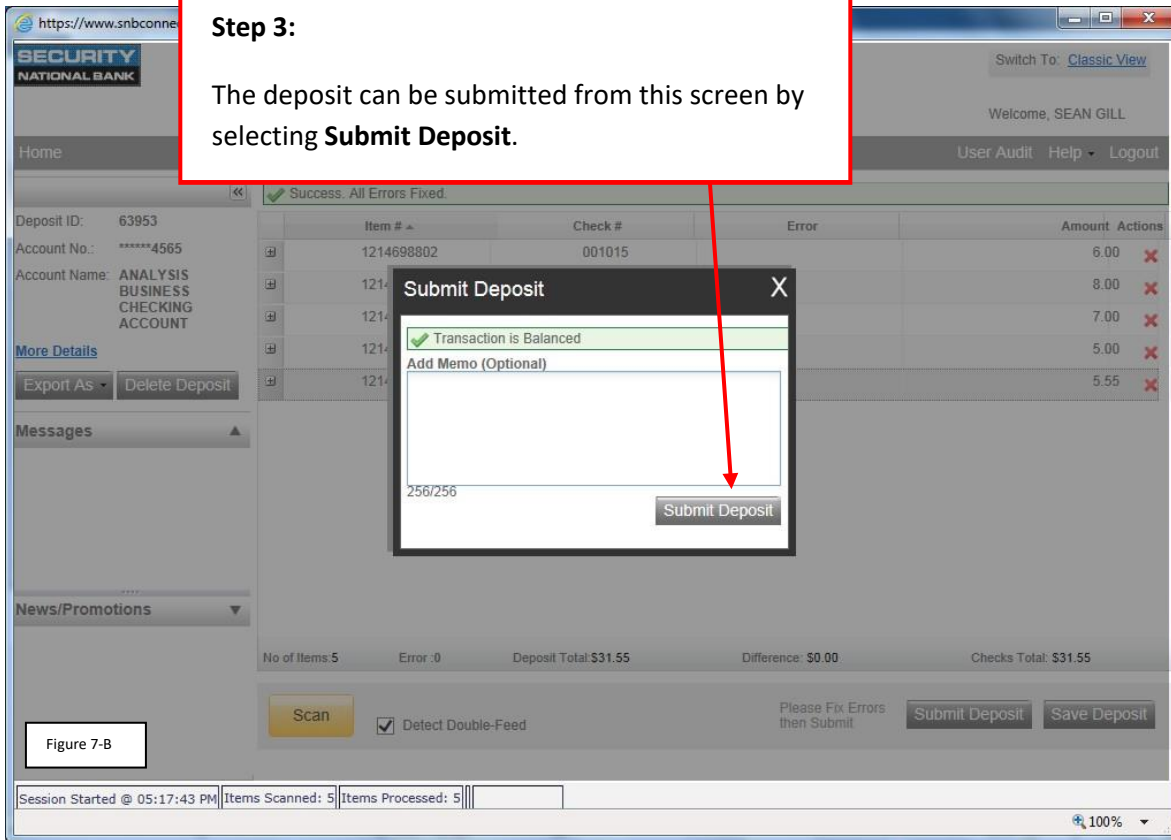 https://www.snbconne
Step 3:
The deposit can be submitted from this screen by
selecting Submit Deposit.
SECURITY
NATIONAL BANK
Switch To: Classic View
Welcome, SEAN GILL
Home
User Audit Help Logout
Success. All Errors Fixed.
Deposit ID: 63953
Account No.: ******4565
Account Name: ANALYSIS
BUSINESS
CHECKING
ACCOUNT
More Details
Export As Delete Deposit
Messages
News/Promotions
Item # Check # Error Amount Actions
1214698802 001015 6.00
1214 8.00
1214 7.00
1214 5.00
1214 5.55
Submit Deposit X
Transaction is Balanced
Add Memo (Optional)
256/256
Submit Deposit
No of Items:5 Error :0 Deposit Total:$31.55 Difference: $0.00 Checks Total: $31.55
Scan Detect Double-Feed
Please Fix Errors
then Submit
Submit Deposit Save Deposit
Figure 7-B
Session Started @ 05:17:43 PM Items Scanned: 5 Items Processed: 5
100%